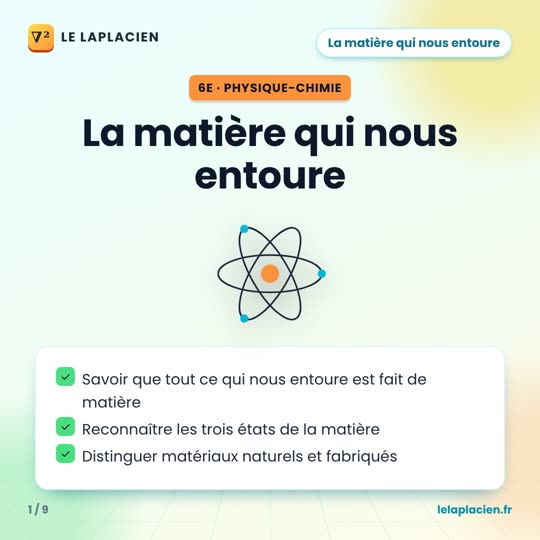 ∇²
LE LAPLACIEN
La matière qui nous entoure
6E · PHYSIQUE-CHIMIE
La matière qui nous
entoure
Savoir que tout ce qui nous entoure est fait de
matière
Reconnaître les trois états de la matière
Distinguer matériaux naturels et fabriqués
1 / 9
lelaplacien.fr